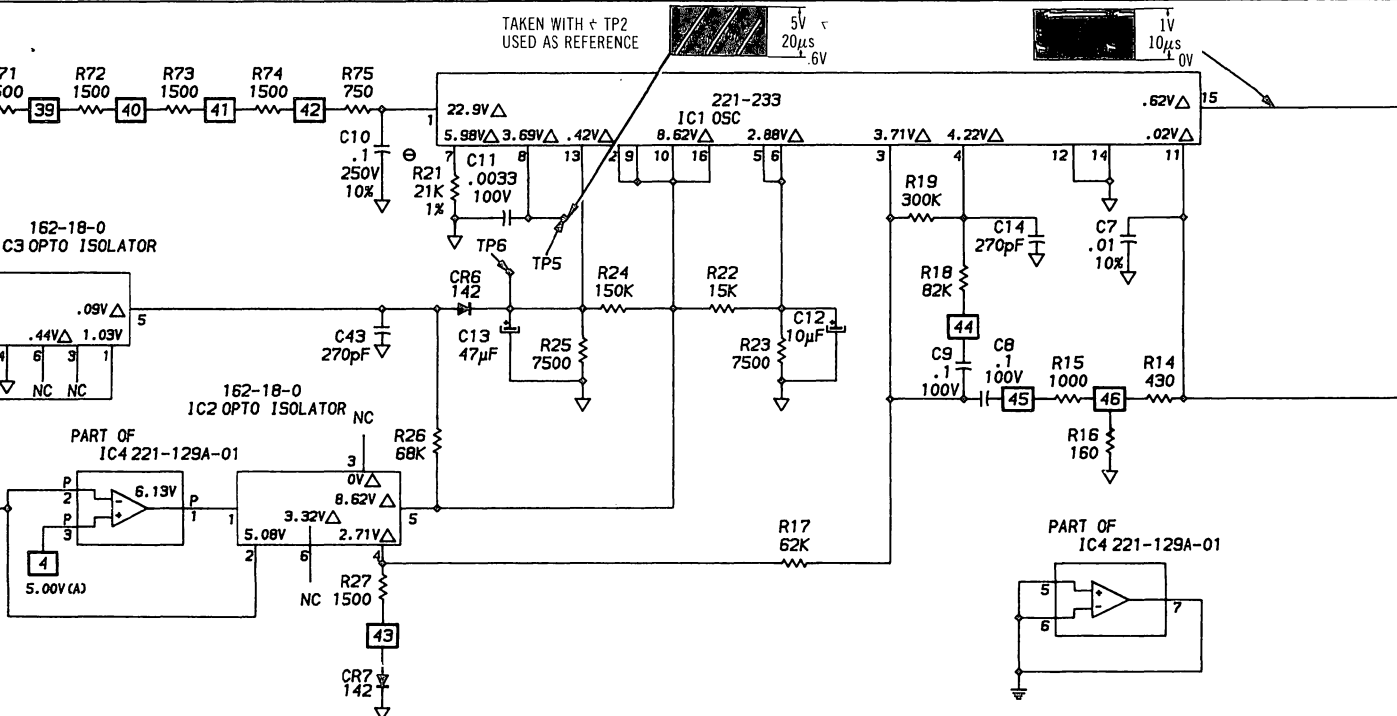 TAKEN WITH TP2
USED AS REFERENCE
5V
20µs
.6V
1V
10µs
0V
71
500
R72
1500
R73
1500
R74
1500
R75
750
39
40
41
42
C10
.1
250V
10%
1
22.9V
221-233
IC1 OSC
.62V
15
5.98V
3.69V
.42V
8.62V
2.88V
3.71V
4.22V
.02V
7
8
13
2
9
10
16
5
6
3
4
12
14
11
R21
21K
1%
C11
.0033
100V
R19
300K
C14
270pF
C7
.01
10%
162-18-0
C3 OPTO ISOLATOR
TP6
TP5
CR6
142
R24
150K
R22
15K
R18
82K
.09V
5
.44V
1.03V
4
6
3
1
NC
NC
C43
270pF
C13
47µF
R25
7500
R23
7500
C12
10µF
44
C9
.1
100V
C8
.1
100V
45
R15
1000
46
R14
430
R16
160
162-18-0
IC2 OPTO ISOLATOR
NC
R26
68K
PART OF
IC4 221-129A-01
P
2
P
3
6.13V
P
1
4
5.00V(A)
3
0V
8.62V
5
1
3.32V
5.08V
2.71V
2
6
4
NC
R27
1500
43
CR7
142
R17
62K
PART OF
IC4 221-129A-01
5
6
7